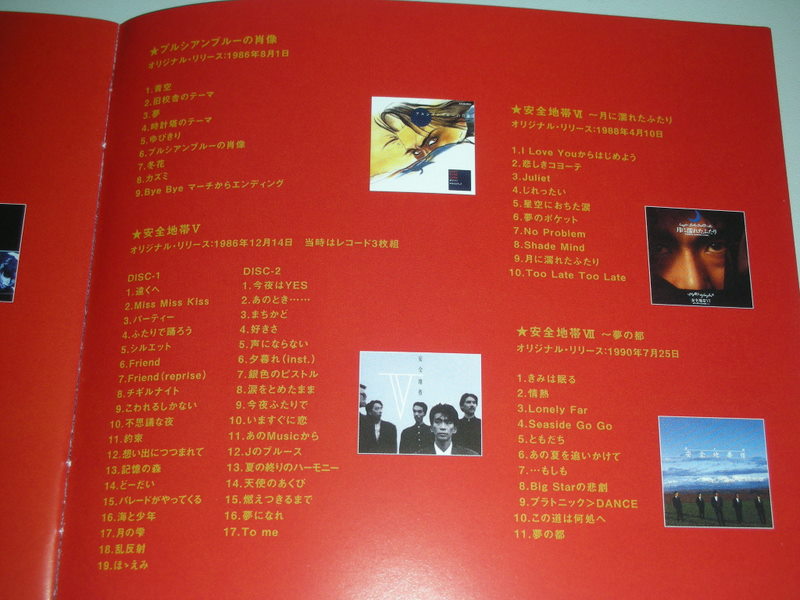 ★プルシアンブルーの肖像
オリジナル・リリース:1986年8月1日
1.青空
2.旧校舎のテーマ
3.夢
4.時計塔のテーマ
5.ゆびきり
6.プルシアンブルーの肖像
7.冬花
8.カズミ
9.Bye Bye マーチからエンディング
★安全地帯Ⅴ
オリジナル・リリース:1986年12月14日 当時はレコード3枚組
DISC-1
1.遠くへ
2.Miss Miss Kiss
3.パーティー
4.ふたりで踊ろう
5.シルエット
6.Friend
7.Friend(reprise)
8.チギルナイト
9.こわれるしかない
10.不思議な夜
11.約束
12.想い出につつまれて
13.記憶の森
14.どーだい
15.パレードがやってくる
16.海と少年
17.月の雫
18.乱反射
19.ほゝえみ
DISC-2
1.今夜はYES
2.あのとき……
3.まちかど
4.好きさ
5.声にならない
6.夕暮れ(inst.)
7.銀色のピストル
8.涙をとめたまま
9.今夜ふたりで
10.いますぐに恋
11.あのMusicから
12.Jのブルース
13.夏の終りのハーモニー
14.天使のあくび
15.燃えつきるまで
16.夢になれ
17.To me
安全地帯
Ⅴ
★安全地帯Ⅵ ～月に濡れたふたり
オリジナル・リリース:1988年4月10日
1.I Love Youからはじめよう
2.悲しきコヨーテ
3.Juliet
4.じれったい
5.星空におちた涙
6.夢のポケット
7.No Problem
8.Shade Mind
9.月に濡れたふたり
10.Too Late Too Late
月に濡れたふたり
安全地帯Ⅵ
★安全地帯Ⅶ ～夢の都
オリジナル・リリース:1990年7月25日
1.きみは眠る
2.情熱
3.Lonely Far
4.Seaside Go Go
5.ともだち
6.あの夏を追いかけて
7.…もしも
8.Big Starの悲劇
9.プラトニック>DANCE
10.この道は何処へ
11.夢の都
安全地帯